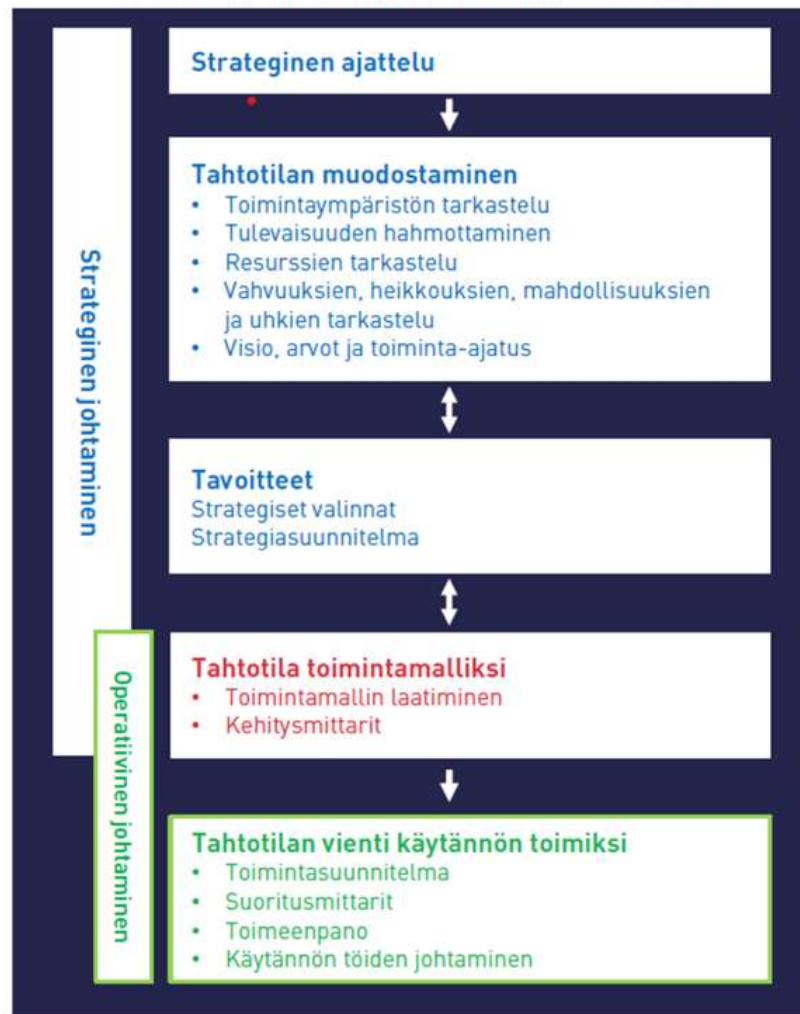 Strateginen johtaminen
Strateginen ajattelu
Tahtotilan muodostaminen
• Toimintaympäristön tarkastelu
• Tulevaisuuden hahmottaminen
• Resurssien tarkastelu
• Vahvuuksien, heikkouksien, mahdollisuuksien
ja uhkien tarkastelu
• Visio, arvot ja toiminta-ajatus
Tavoitteet
Strategiset valinnat
Strategiasuunnitelma
Operatiivinen johtaminen
Tahtotila toimintamalliksi
• Toimintamallin laatiminen
• Kehitysmittarit
Tahtotilan vienti käytännön toimiksi
• Toimintasuunnitelma
• Suoritusmittarit
• Toimeenpano
• Käytännön töiden johtaminen